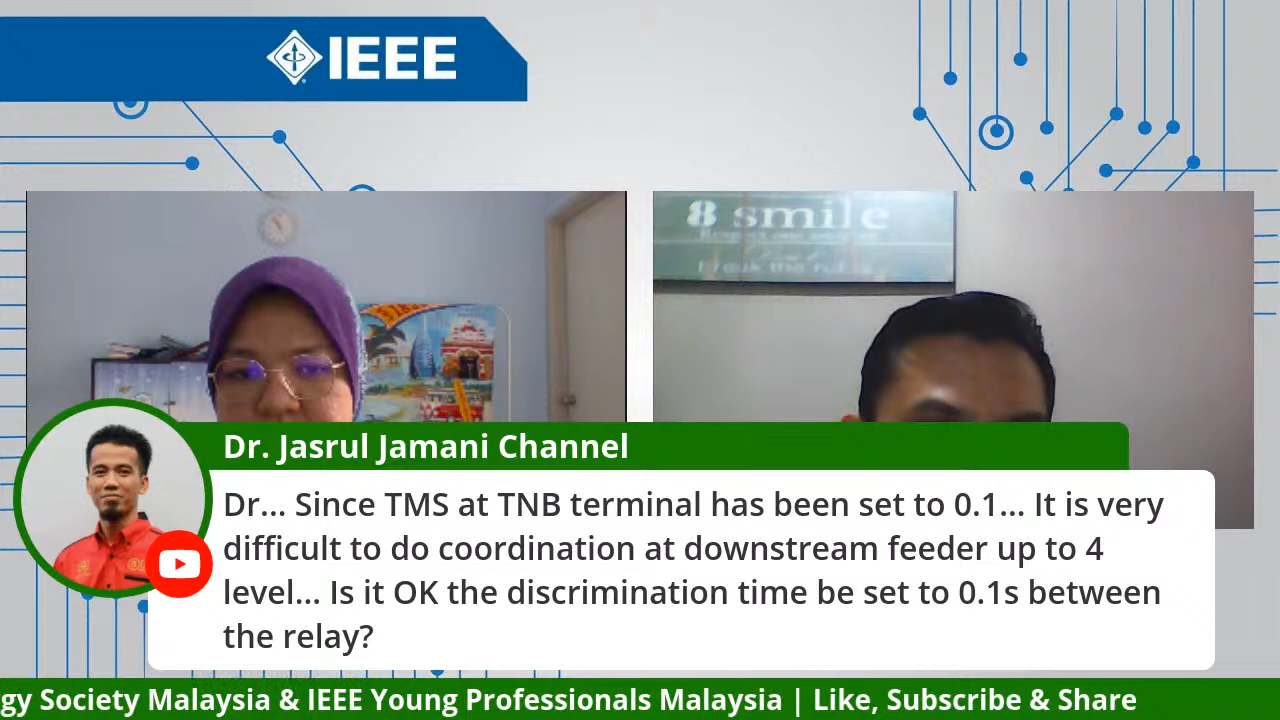 IEEE
8 smile
Dr. Jasrul Jamani Channel
Dr... Since TMS at TNB terminal has been set to 0.1... It is very
difficult to do coordination at downstream feeder up to 4
level... Is it OK the discrimination time be set to 0.1s between
the relay?
gy Society Malaysia & IEEE Young Professionals Malaysia | Like, Subscribe & Share